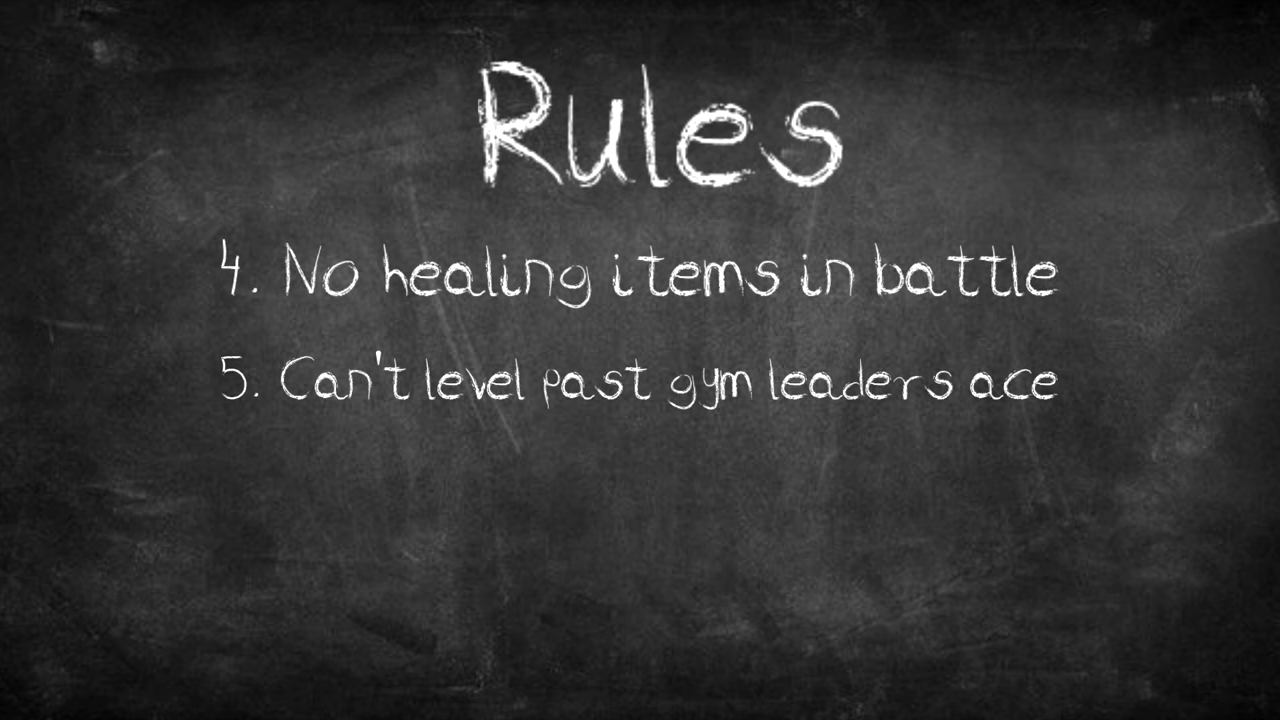 Rules
4. No healing items in battle
5. Can't level past gym leaders ace